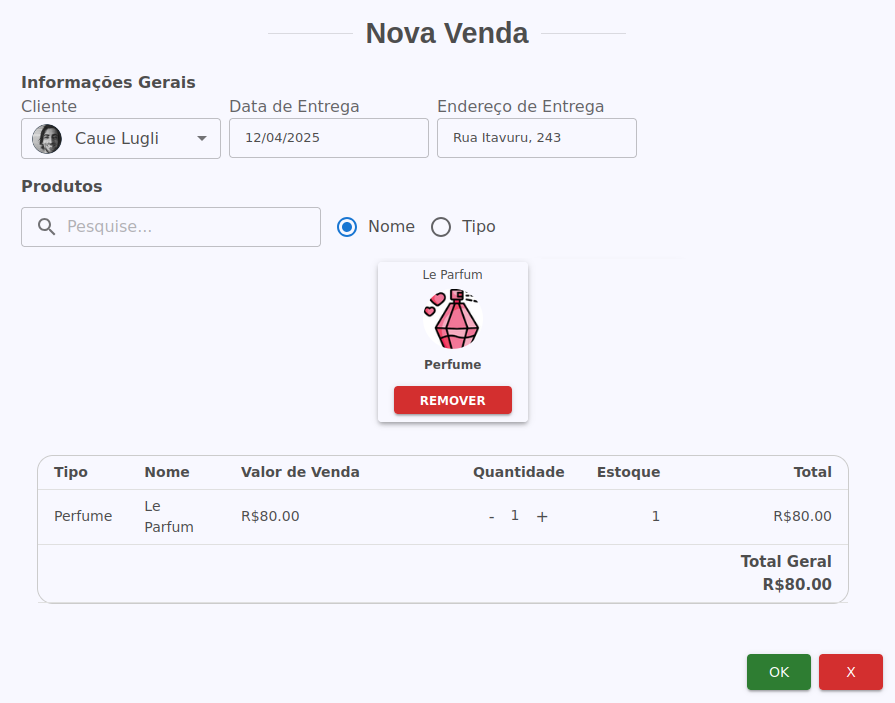 Nova Venda
Informações Gerais
Cliente Data de Entrega Endereço de Entrega
Caue Lugli 12/04/2025 Rua Itavuru, 243
Produtos
Pesquise... Nome Tipo
Le Parfum
Perfume
REMOVER
Tipo Nome Valor de Venda Quantidade Estoque Total
Perfume Le Parfum R$80.00 - 1 + 1 R$80.00
Total Geral
R$80.00
OK X